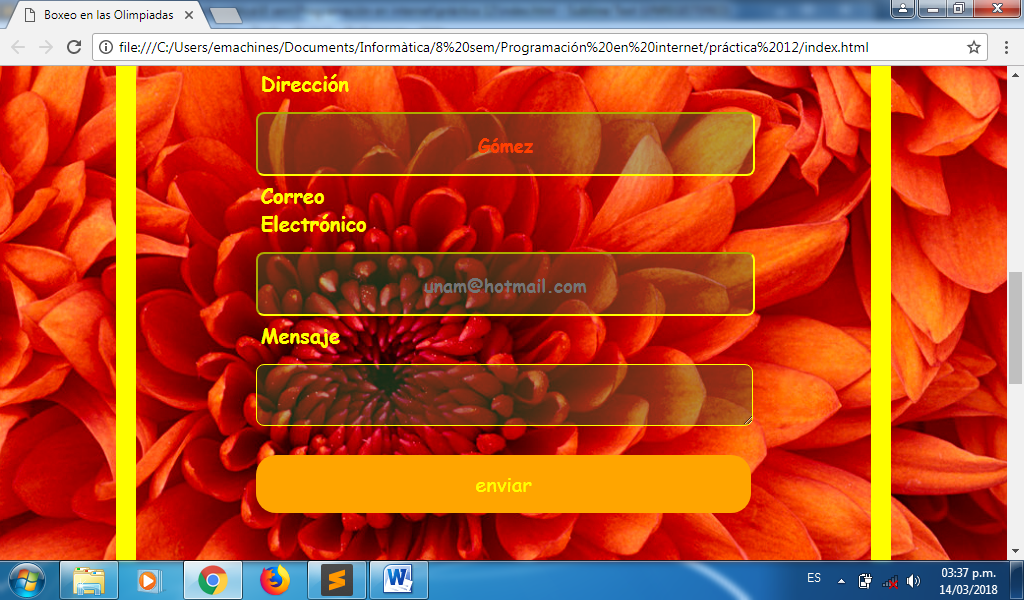 Boxeo en las Olimpiadas
file:///C:/Users/emachines/Documents/Informàtica/8%20sem/Programación%20en%20internet/práctica%2012/index.html
Dirección
Gómez
Correo
Electrónico
unam@hotmail.com
Mensaje
enviar
ES
03:37 p.m.
14/03/2018